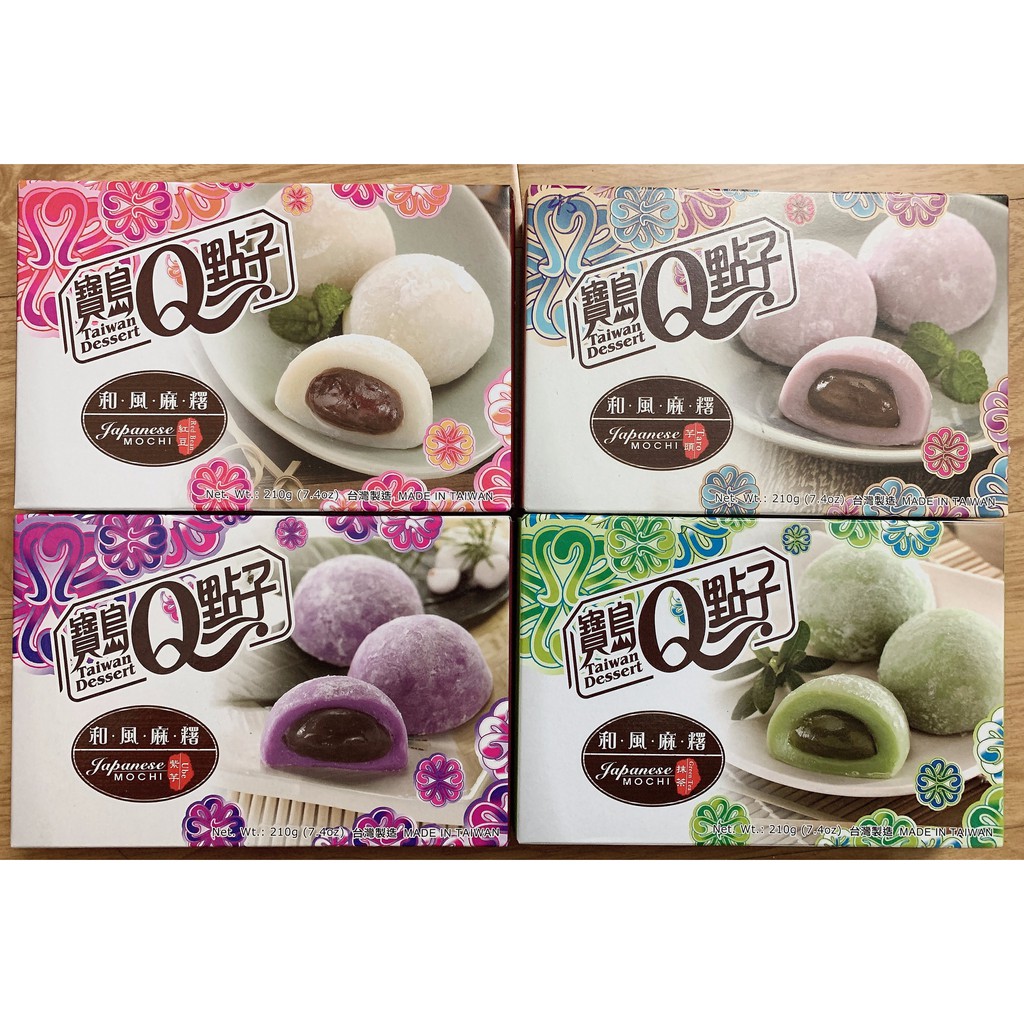 寶島Q點子
Taiwan
Dessert
和·風·麻·糬
Japanese
MOCHI
Red Bean
紅豆
Net. Wt.: 210g (7.4oz) 台灣製造 MADE IN TAIWAN
45
寶島Q點子
Taiwan
Dessert
和·風·麻·糬
Japanese
MOCHI
Taro
芋頭
Net. Wt.: 210g (7.4oz) 台灣製造 MADE IN TAIWAN
寶島Q點子
Taiwan
Dessert
和·風·麻·糬
Japanese
MOCHI
Ube
紫芋
Net. Wt.: 210g (7.4oz) 台灣製造 MADE IN TAIWAN
寶島Q點子
Taiwan
Dessert
和·風·麻·糬
Japanese
MOCHI
Green Tea
抹茶
Net. Wt.: 210g (7.4oz) 台灣製造 MADE IN TAIWAN